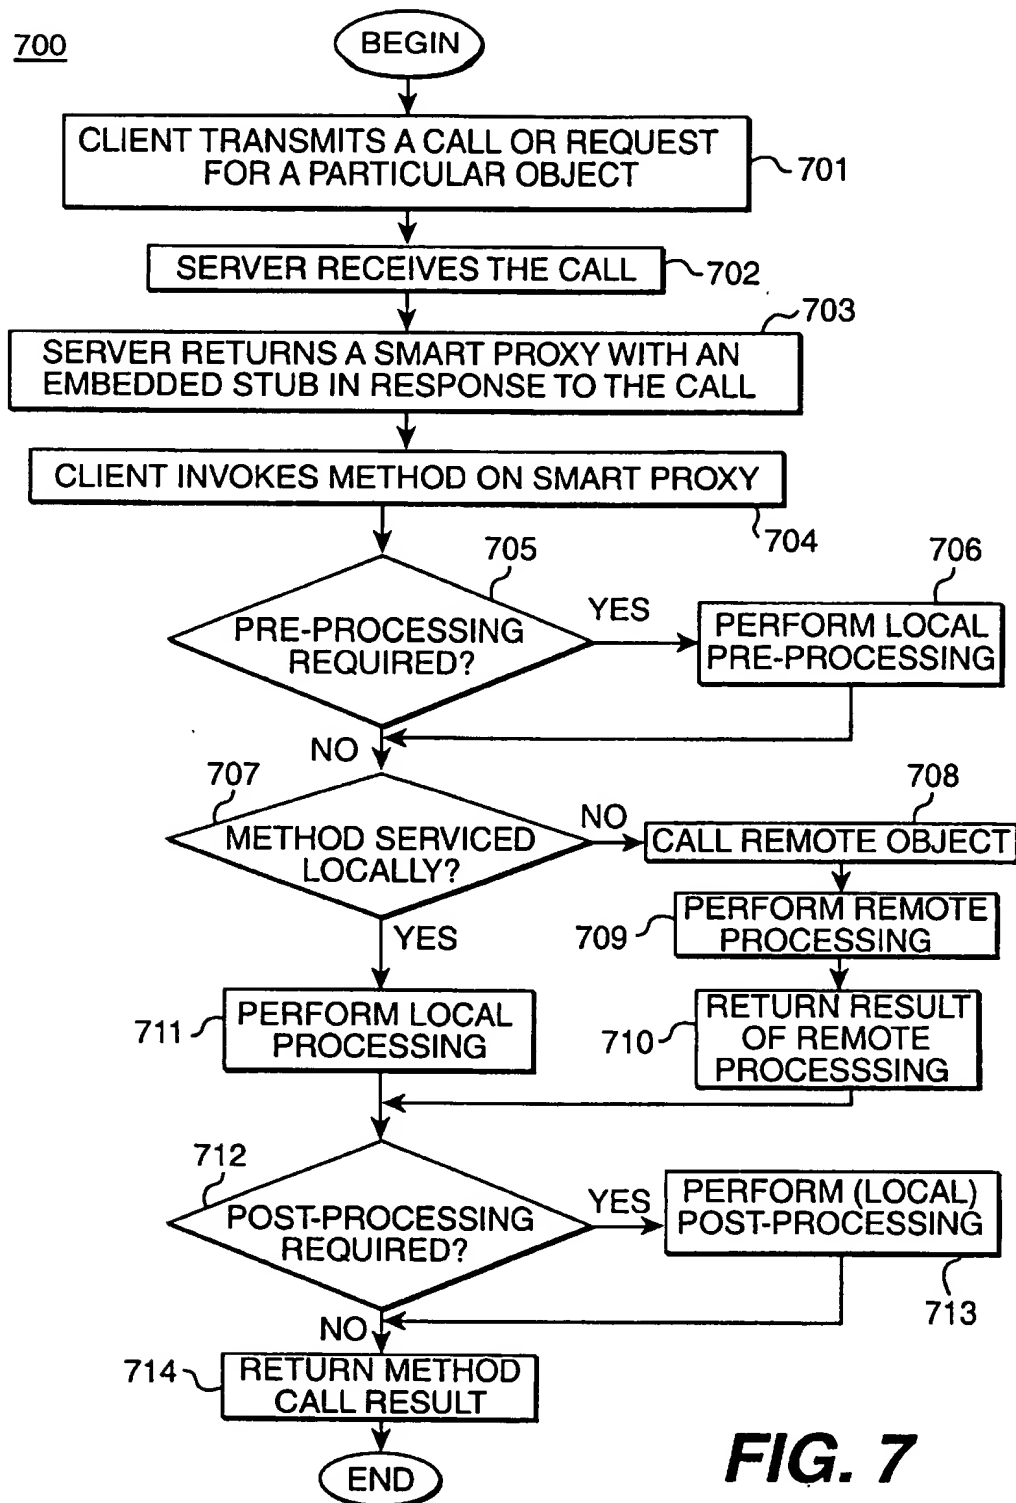 700
BEGIN
CLIENT TRANSMITS A CALL OR REQUEST
FOR A PARTICULAR OBJECT
701
SERVER RECEIVES THE CALL
702
703
SERVER RETURNS A SMART PROXY WITH AN
EMBEDDED STUB IN RESPONSE TO THE CALL
CLIENT INVOKES METHOD ON SMART PROXY
704
705
706
PRE-PROCESSING
REQUIRED?
YES
PERFORM LOCAL
PRE-PROCESSING
NO
707
708
METHOD SERVICED
LOCALLY?
NO
CALL REMOTE OBJECT
YES
709
PERFORM REMOTE
PROCESSING
711
PERFORM LOCAL
PROCESSING
710
RETURN RESULT
OF REMOTE
PROCESSSING
712
POST-PROCESSING
REQUIRED?
YES
PERFORM (LOCAL)
POST-PROCESSING
713
NO
714
RETURN METHOD
CALL RESULT
END
FIG. 7